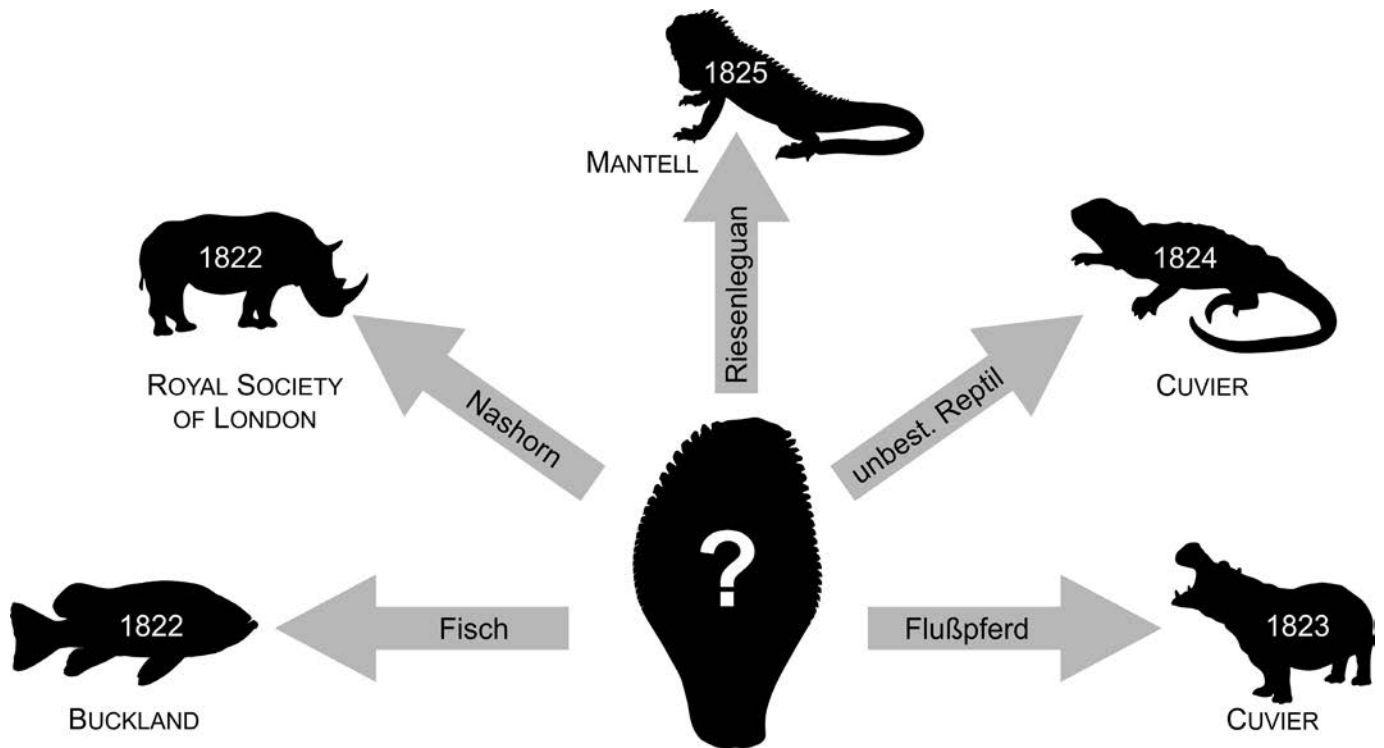 1825
MANTELL
Riesenleguan
1822
ROYAL SOCIETY
OF LONDON
Nashorn
1824
CUVIER
unbest. Reptil
?
1822
BUCKLAND
Fisch
Flußpferd
1823
CUVIER